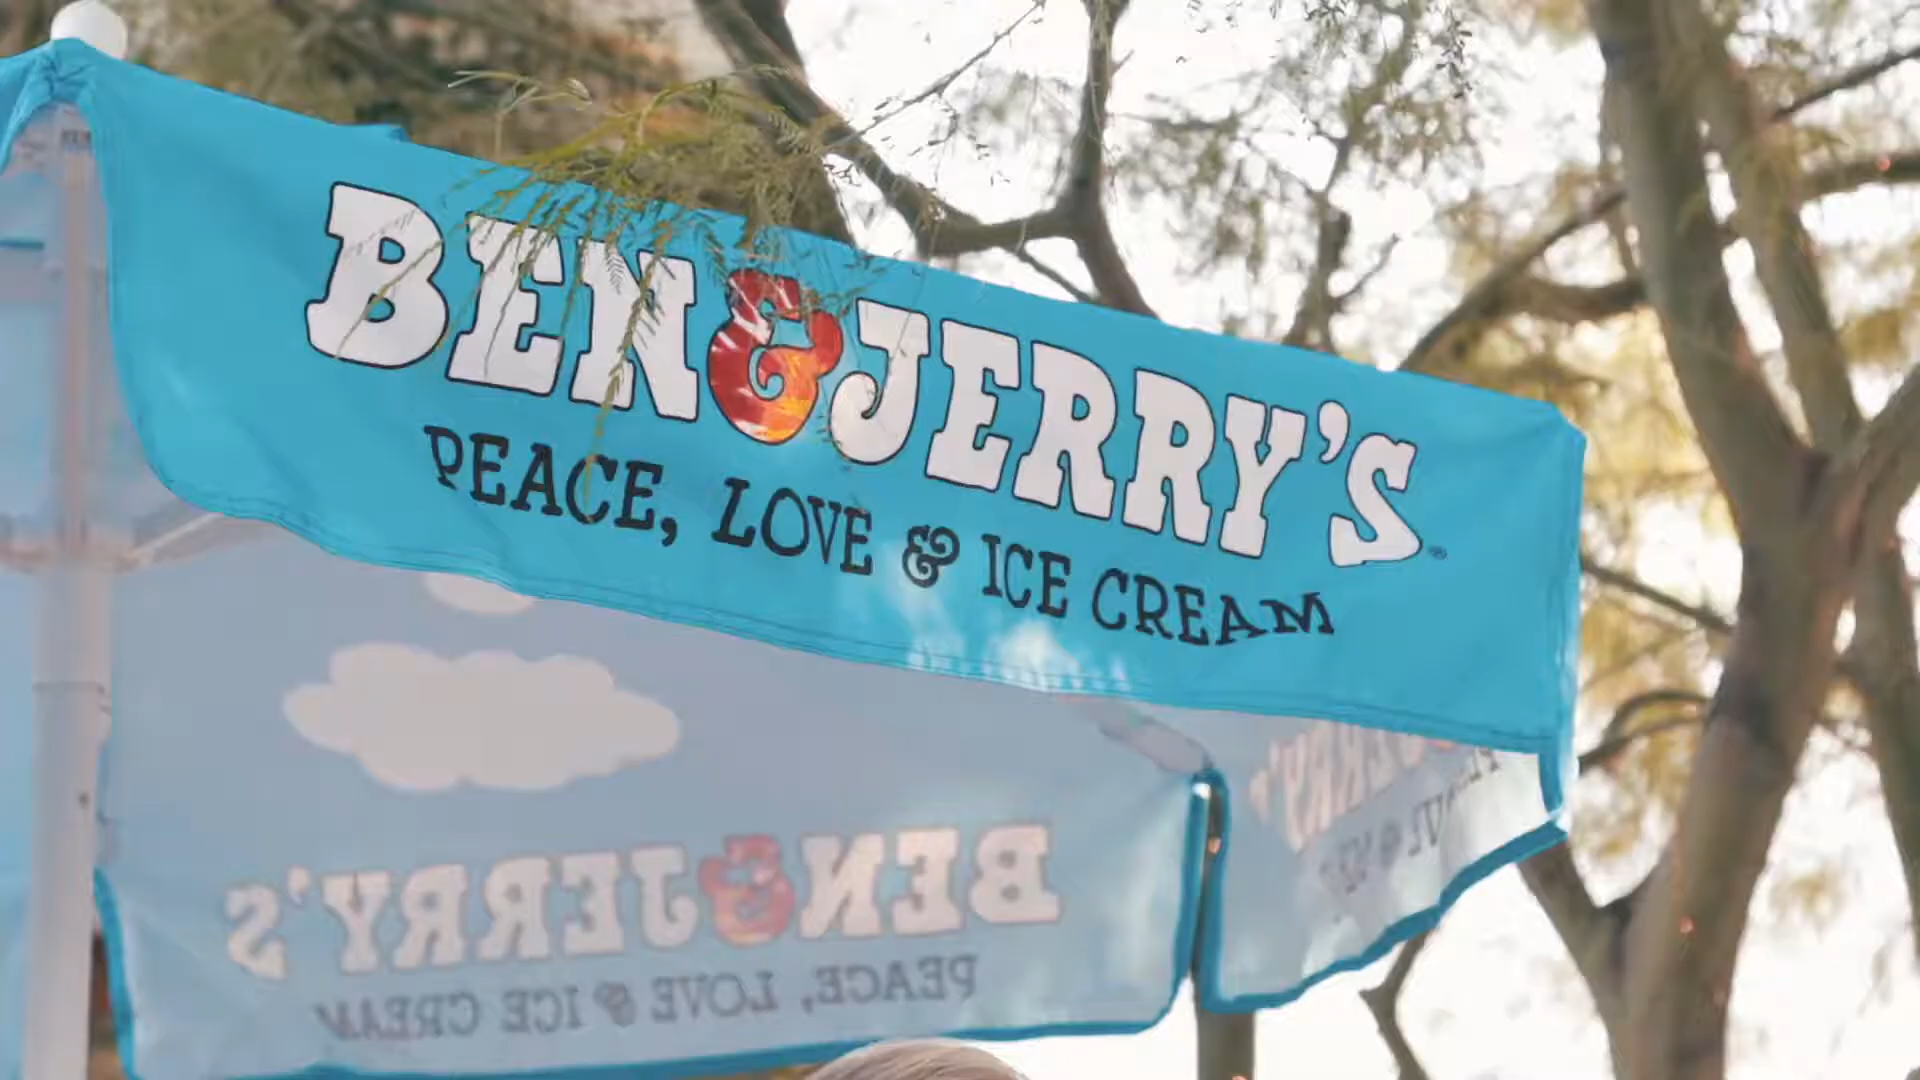 BEN & JERRY'S®
PEACE, LOVE & ICE CREAM
BEN & JERRY'S
PEACE, LOVE & ICE CREAM